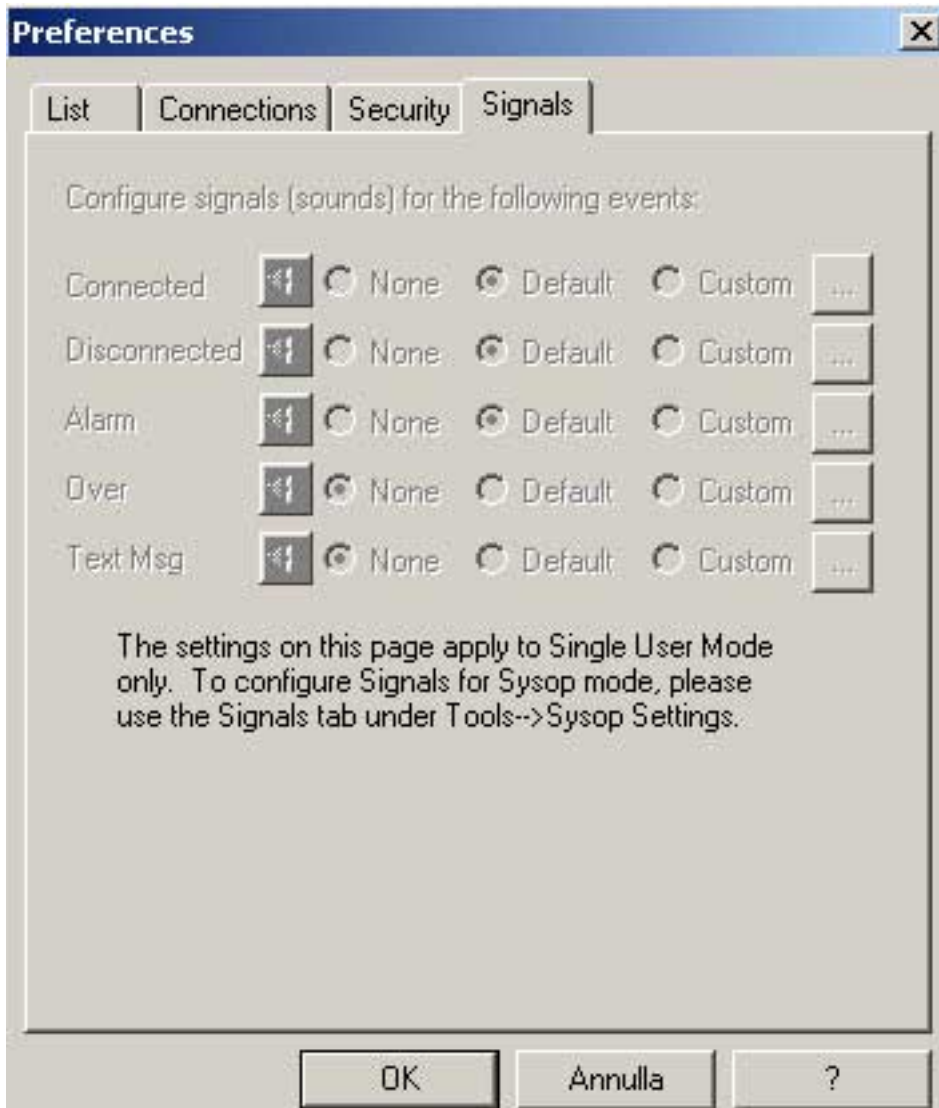 Preferences
List Connections Security Signals
Configure signals (sounds) for the following events:
Connected None Default Custom ...
Disconnected None Default Custom ...
Alarm None Default Custom ...
Over None Default Custom ...
Text Msg None Default Custom ...
The settings on this page apply to Single User Mode
only. To configure Signals for Sysop mode, please
use the Signals tab under Tools-->Sysop Settings.
OK Annulla ?